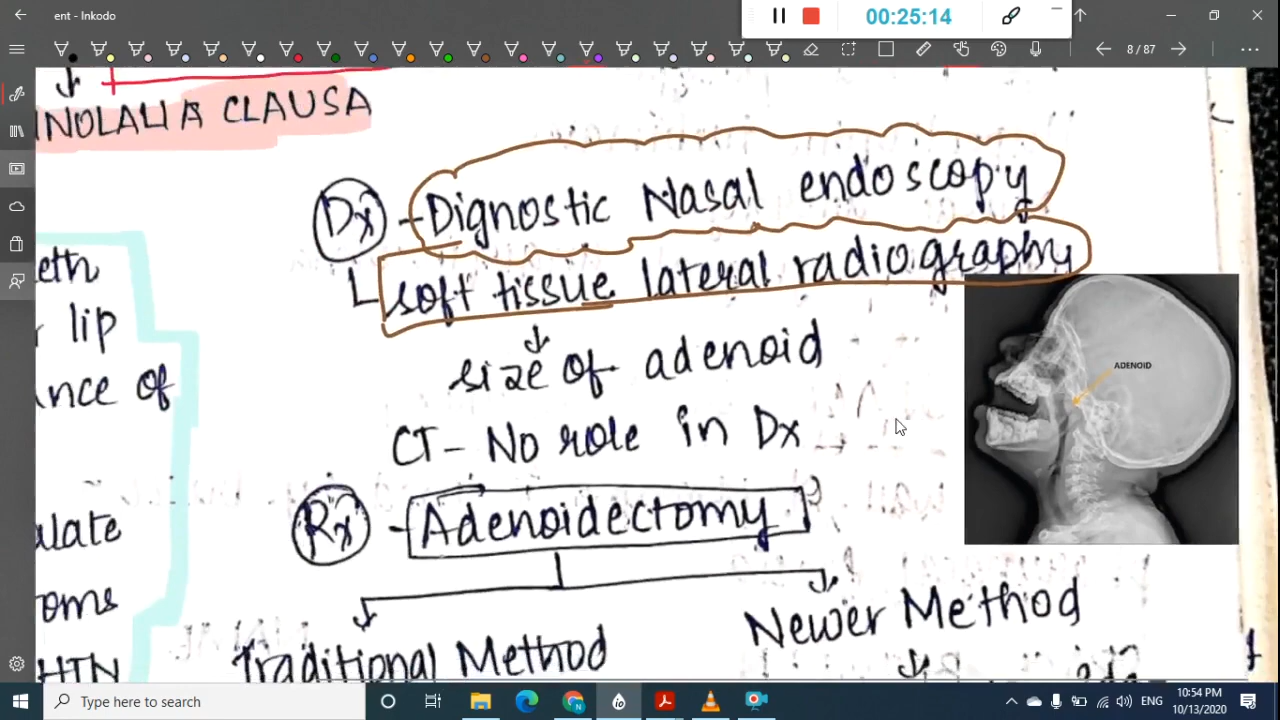 ent - Inkodo
00:25:14
8 / 87
INOLALIA CLAUSA
Dx - Dignostic Nasal endoscopy
soft tissue lateral radiography
size of adenoid
CT - No role in Dx
ADENOID
Rx - Adenoidectomy
Traditional Method
Newer Method
eth
lip
nce of
alate
oms
HTN
Type here to search
ENG
10:54 PM
10/13/2020